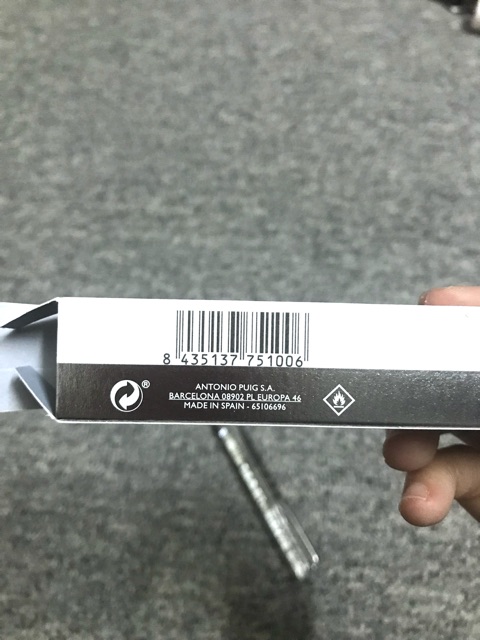 8 435137 751006
®
ANTONIO PUIG S.A.
BARCELONA 08902 PL EUROPA 46
MADE IN SPAIN - 65106696